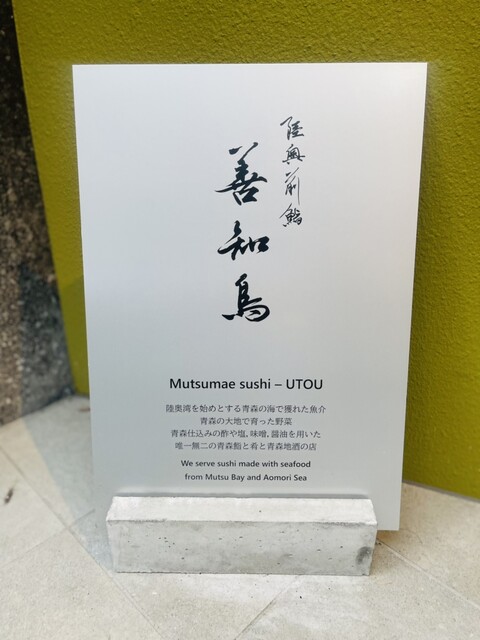 陸奥前鮨
善知鳥
Mutsumae sushi – UTOU
陸奥湾を始めとする青森の海で獲れた魚介
青森の大地で育った野菜
青森仕込みの酢や塩,味噌,醤油を用いた
唯一無二の青森鮨と肴と青森地酒の店
We serve sushi made with seafood
from Mutsu Bay and Aomori Sea